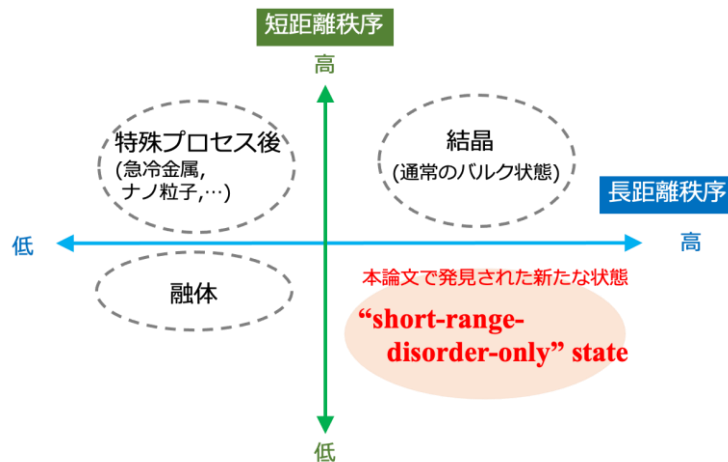 短距離秩序
高
特殊プロセス後
(急冷金属,
ナノ粒子,…)
結晶
(通常のバルク状態)
長距離秩序
低
高
融体
本論文で発見された新たな状態
“short-range-
disorder-only” state
低